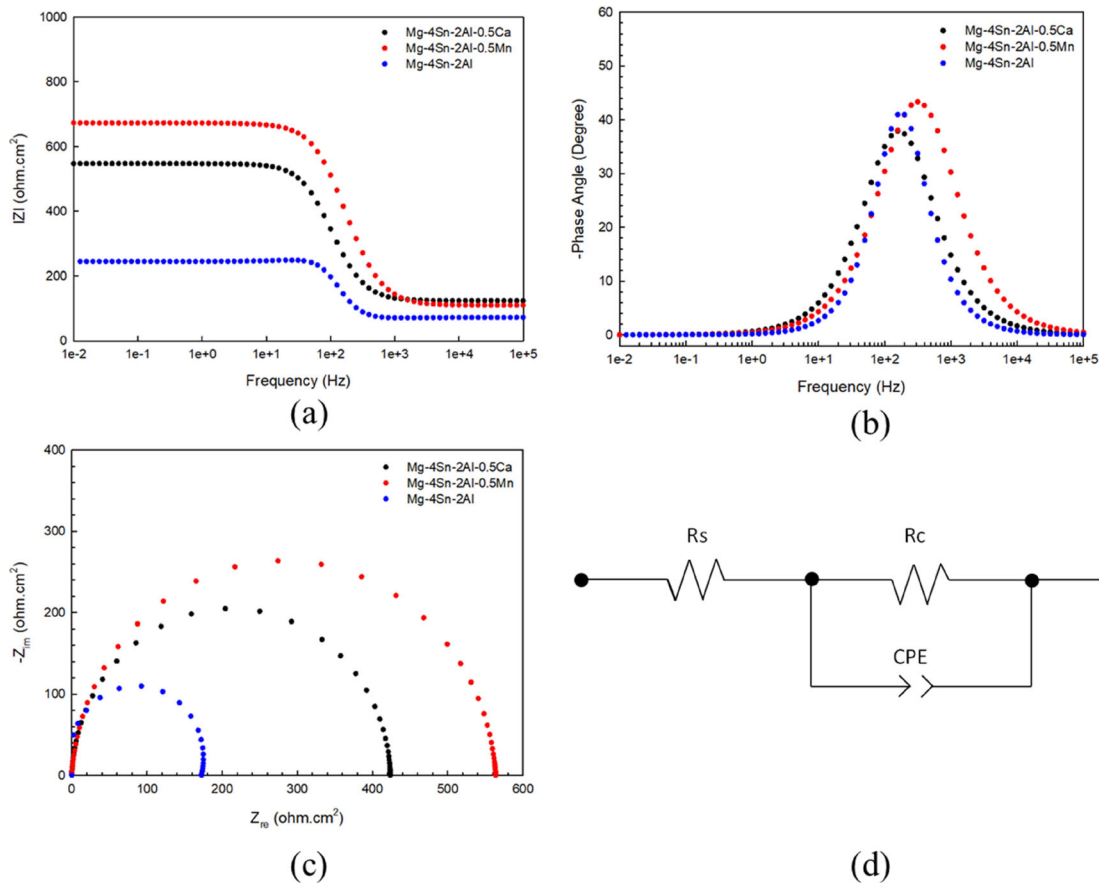 1000
800
600
400
200
0
|Z| (ohm.cm²)
1e-2 1e-1 1e+0 1e+1 1e+2 1e+3 1e+4 1e+5
Frequency (Hz)
Mg-4Sn-2Al-0.5Ca
Mg-4Sn-2Al-0.5Mn
Mg-4Sn-2Al
(a)
60
50
40
30
20
10
0
-Phase Angle (Degree)
1e-2 1e-1 1e+0 1e+1 1e+2 1e+3 1e+4 1e+5
Frequency (Hz)
Mg-4Sn-2Al-0.5Ca
Mg-4Sn-2Al-0.5Mn
Mg-4Sn-2Al
(b)
400
300
200
100
0
-Zim (ohm.cm²)
0 100 200 300 400 500 600
Zre (ohm.cm²)
Mg-4Sn-2Al-0.5Ca
Mg-4Sn-2Al-0.5Mn
Mg-4Sn-2Al
(c)
Rs
Rc
CPE
(d)